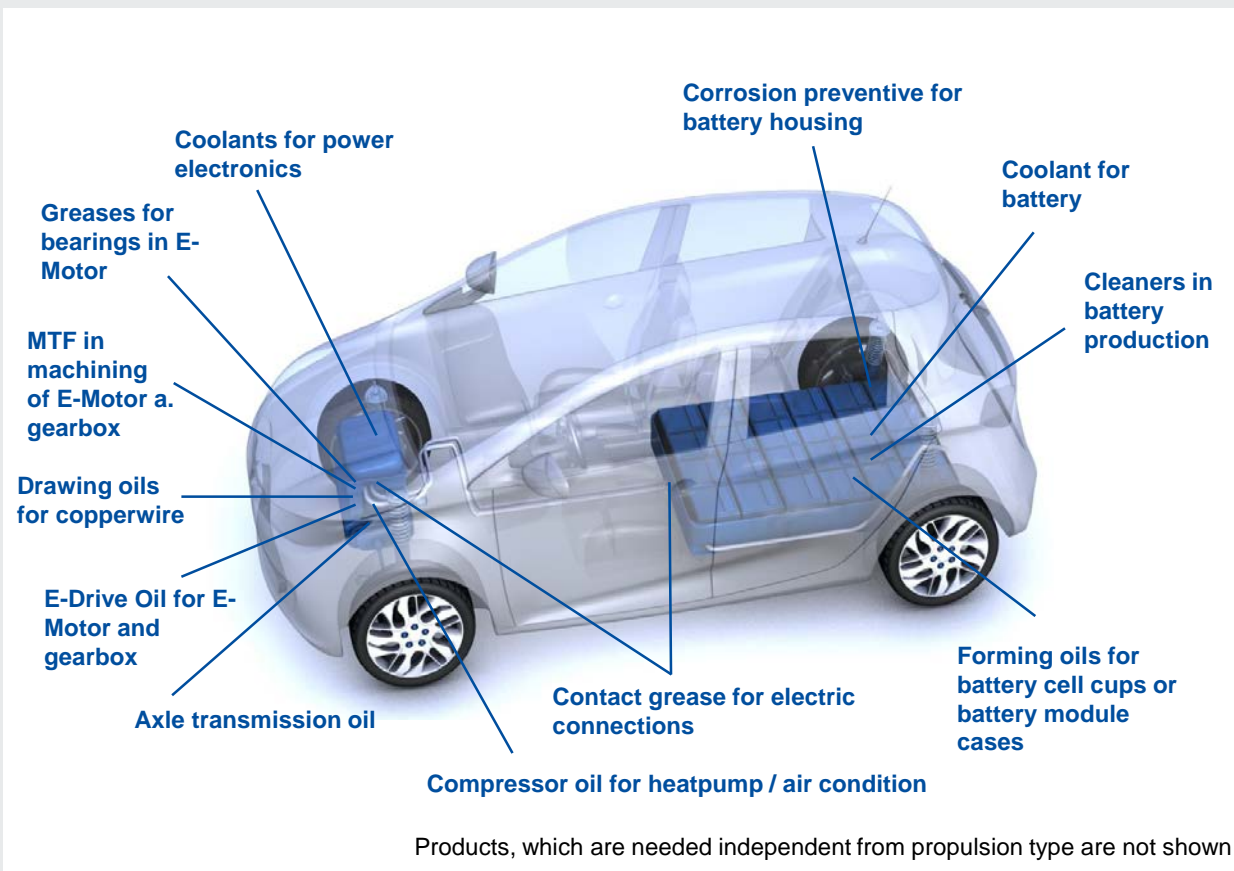 Corrosion preventive for
battery housing
Coolants for power
electronics
Coolant for
battery
Greases for
bearings in E-
Motor
Cleaners in
battery
production
MTF in
machining
of E-Motor a.
gearbox
Drawing oils
for copperwire
E-Drive Oil for E-
Motor and
gearbox
Forming oils for
battery cell cups or
battery module
cases
Contact grease for electric
connections
Axle transmission oil
Compressor oil for heatpump / air condition
Products, which are needed independent from propulsion type are not shown